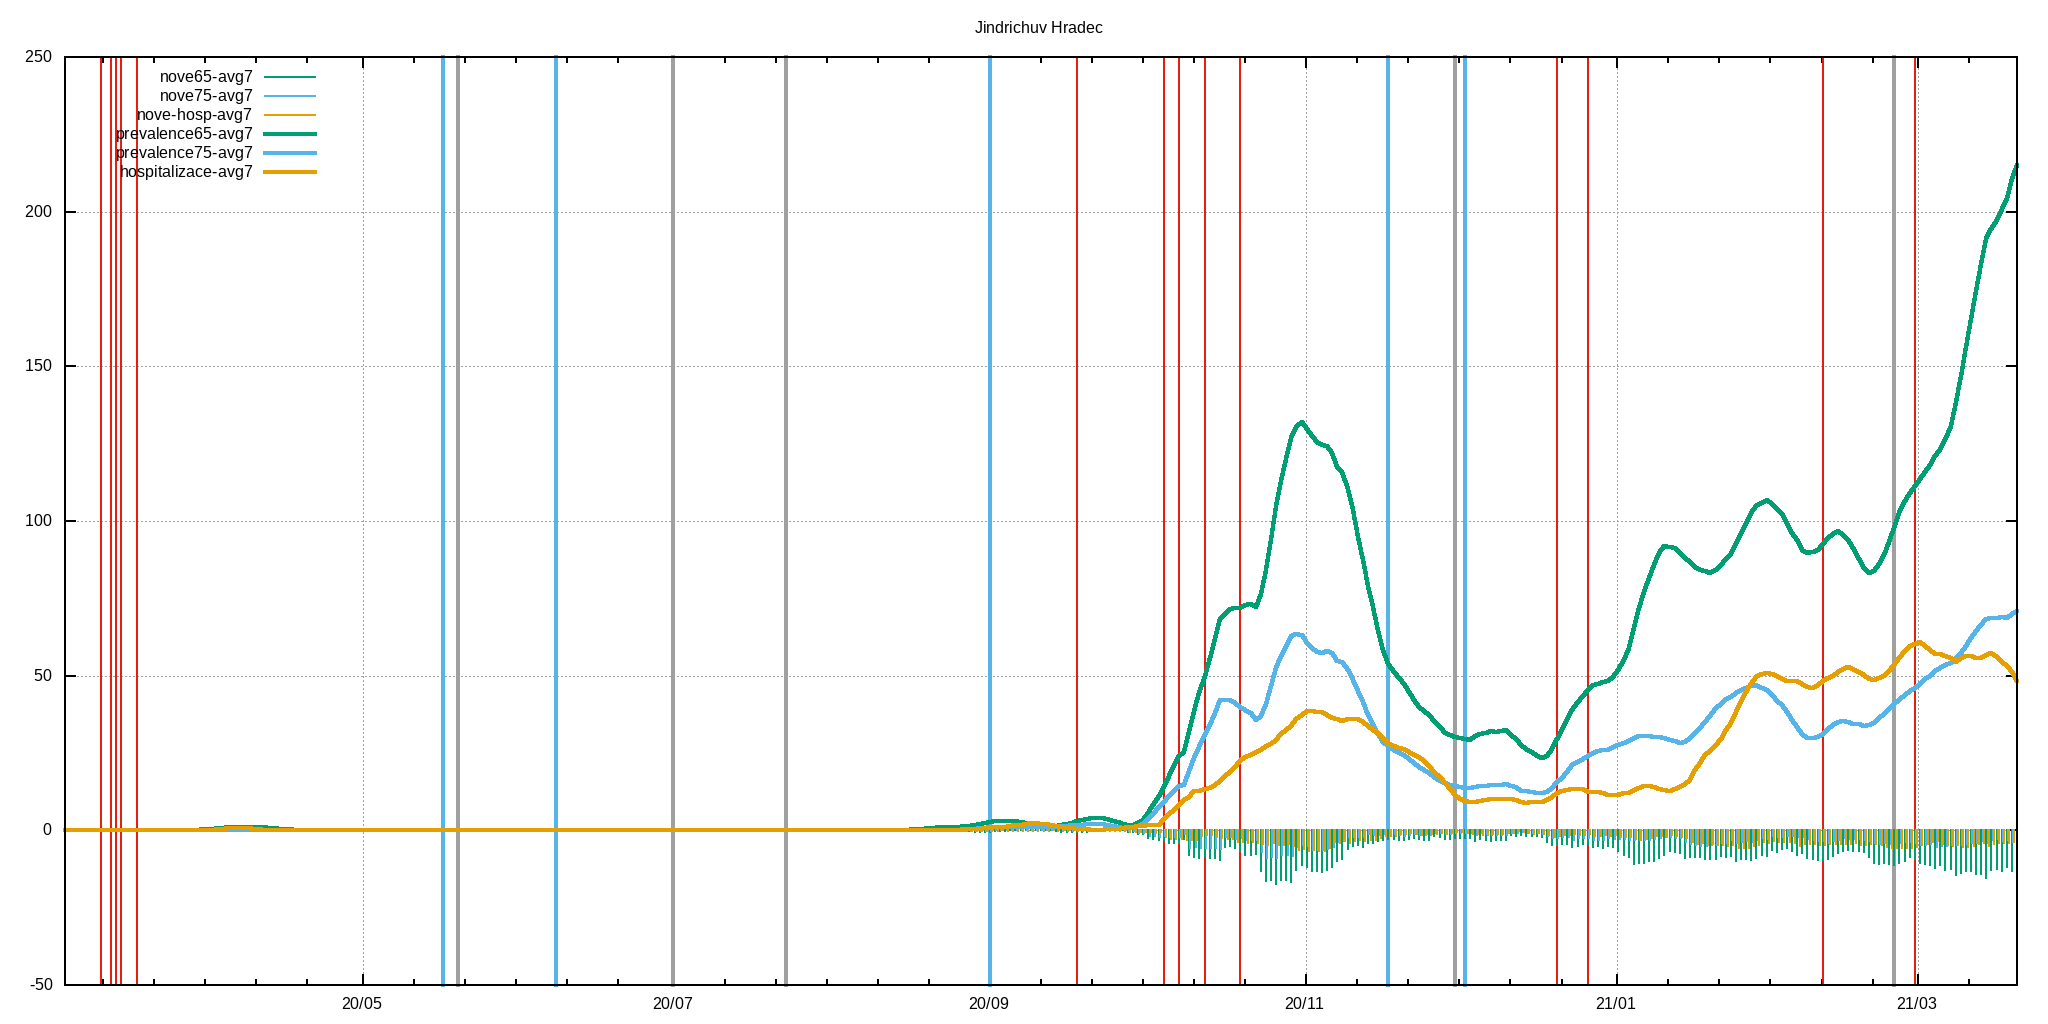 Jindrichuv Hradec
250
nove65-avg7
nove75-avg7
nove-hosp-avg7
prevalence65-avg7
prevalence75-avg7
hospitalizace-avg7
200
150
100
50
0
-50
20/05
20/07
20/09
20/11
21/01
21/03